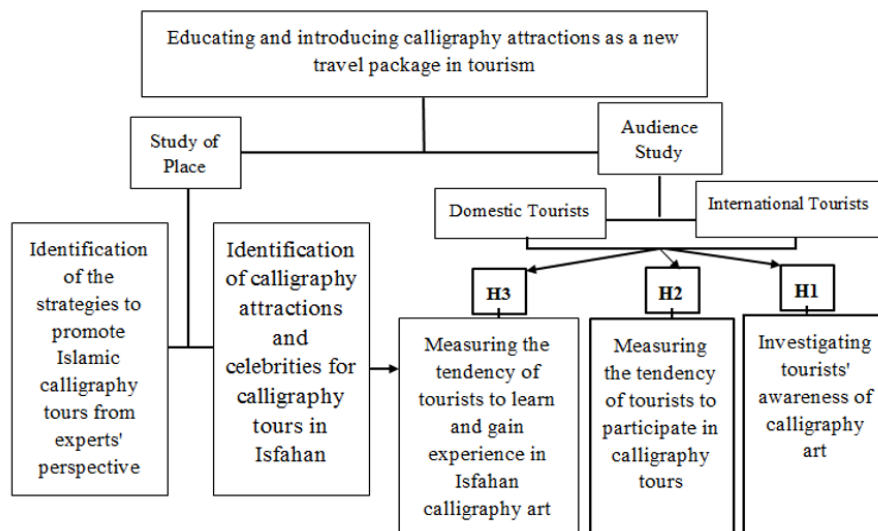 Educating and introducing calligraphy attractions as a new
travel package in tourism
Study of
Place
Audience
Study
Domestic Tourists
International Tourists
Identification
of the
strategies to
promote
Islamic
calligraphy
tours from
experts'
perspective
Identification
of calligraphy
attractions
and
celebrities for
calligraphy
tours in
Isfahan
H3
H2
H1
Measuring the
tendency of
tourists to learn
and gain
experience in
Isfahan
calligraphy art
Measuring
the tendency
of tourists to
participate in
calligraphy
tours
Investigating
tourists'
awareness of
calligraphy
art